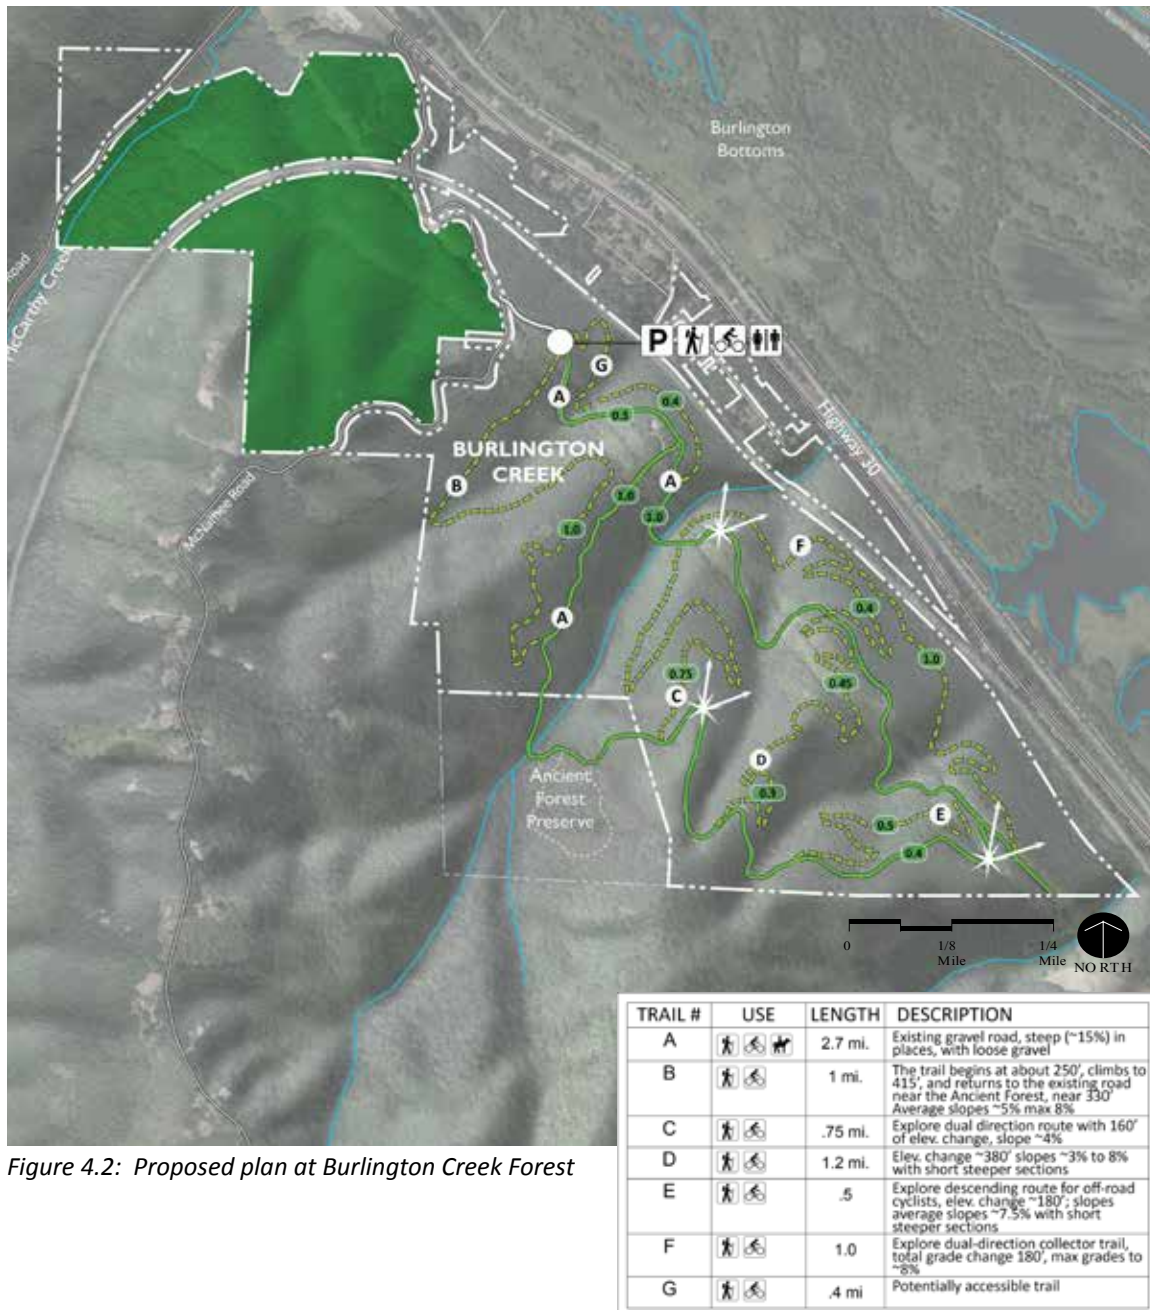 Burlington
Bottoms
Road
McCarthy Creek
P
G
A
0.4
0.5
Highway 30
BURLINGTON
CREEK
B
A
1.0
1.0
1.0
McNamee Road
F
A
0.4
1.0
0.75
0.45
C
D
Ancient
Forest
Preserve
0.3
E
0.5
0.4
0
1/8
Mile
1/4
Mile
NORTH
TRAIL # USE LENGTH DESCRIPTION
A 2.7 mi. Existing gravel road, steep (~15%) in
places, with loose gravel
B 1 mi. The trail begins at about 250', climbs to
415', and returns to the existing road
near the Ancient Forest, near 330'
Average slopes ~5% max 8%
C .75 mi. Explore dual direction route with 160'
of elev. change, slope ~4%
D 1.2 mi. Elev. change ~380' slopes ~3% to 8%
with short steeper sections
E .5 Explore descending route for off-road
cyclists, elev. change ~180'; slopes
average slopes ~7.5% with short
steeper sections
F 1.0 Explore dual-direction collector trail,
total grade change 180', max grades to
~8%
G .4 mi Potentially accessible trail
Figure 4.2: Proposed plan at Burlington Creek Forest